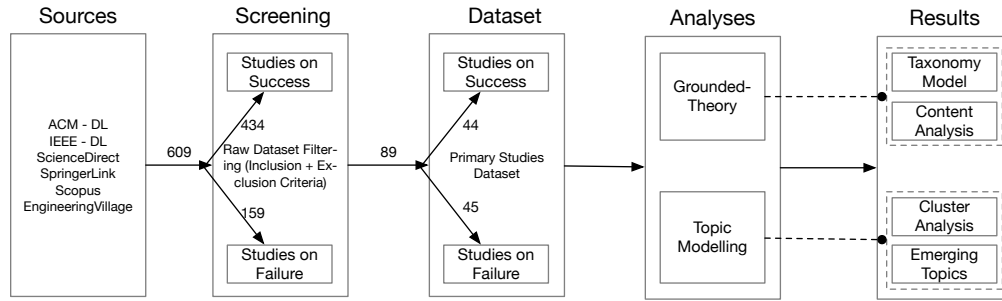 Sources
ACM - DL
IEEE - DL
ScienceDirect
SpringerLink
Scopus
EngineeringVillage
609
Screening
Studies on
Success
434
Raw Dataset Filter-
ing (Inclusion + Ex-
clusion Criteria)
159
Studies on
Failure
89
Dataset
Studies on
Success
44
Primary Studies
Dataset
45
Studies on
Failure
Analyses
Grounded-
Theory
Topic
Modelling
Results
Taxonomy
Model
Content
Analysis
Cluster
Analysis
Emerging
Topics